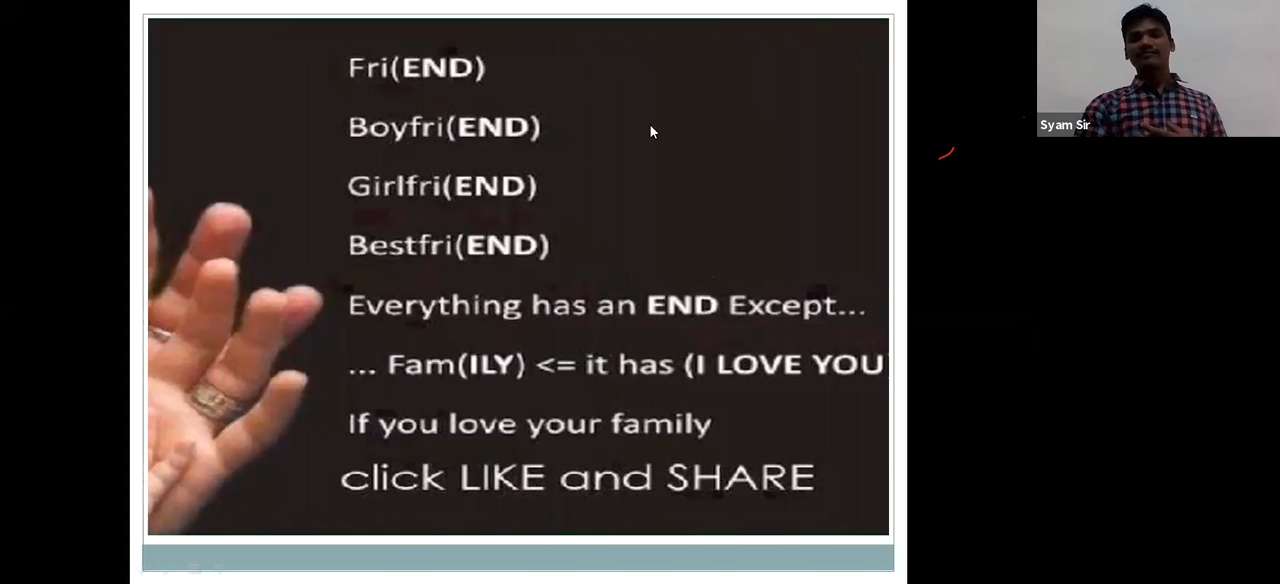 Fri(END)
Boyfri(END)
Girlfri(END)
Bestfri(END)
Everything has an END Except...
... Fam(ILY) <= it has (I LOVE YOU
If you love your family
click LIKE and SHARE
Syam Sir